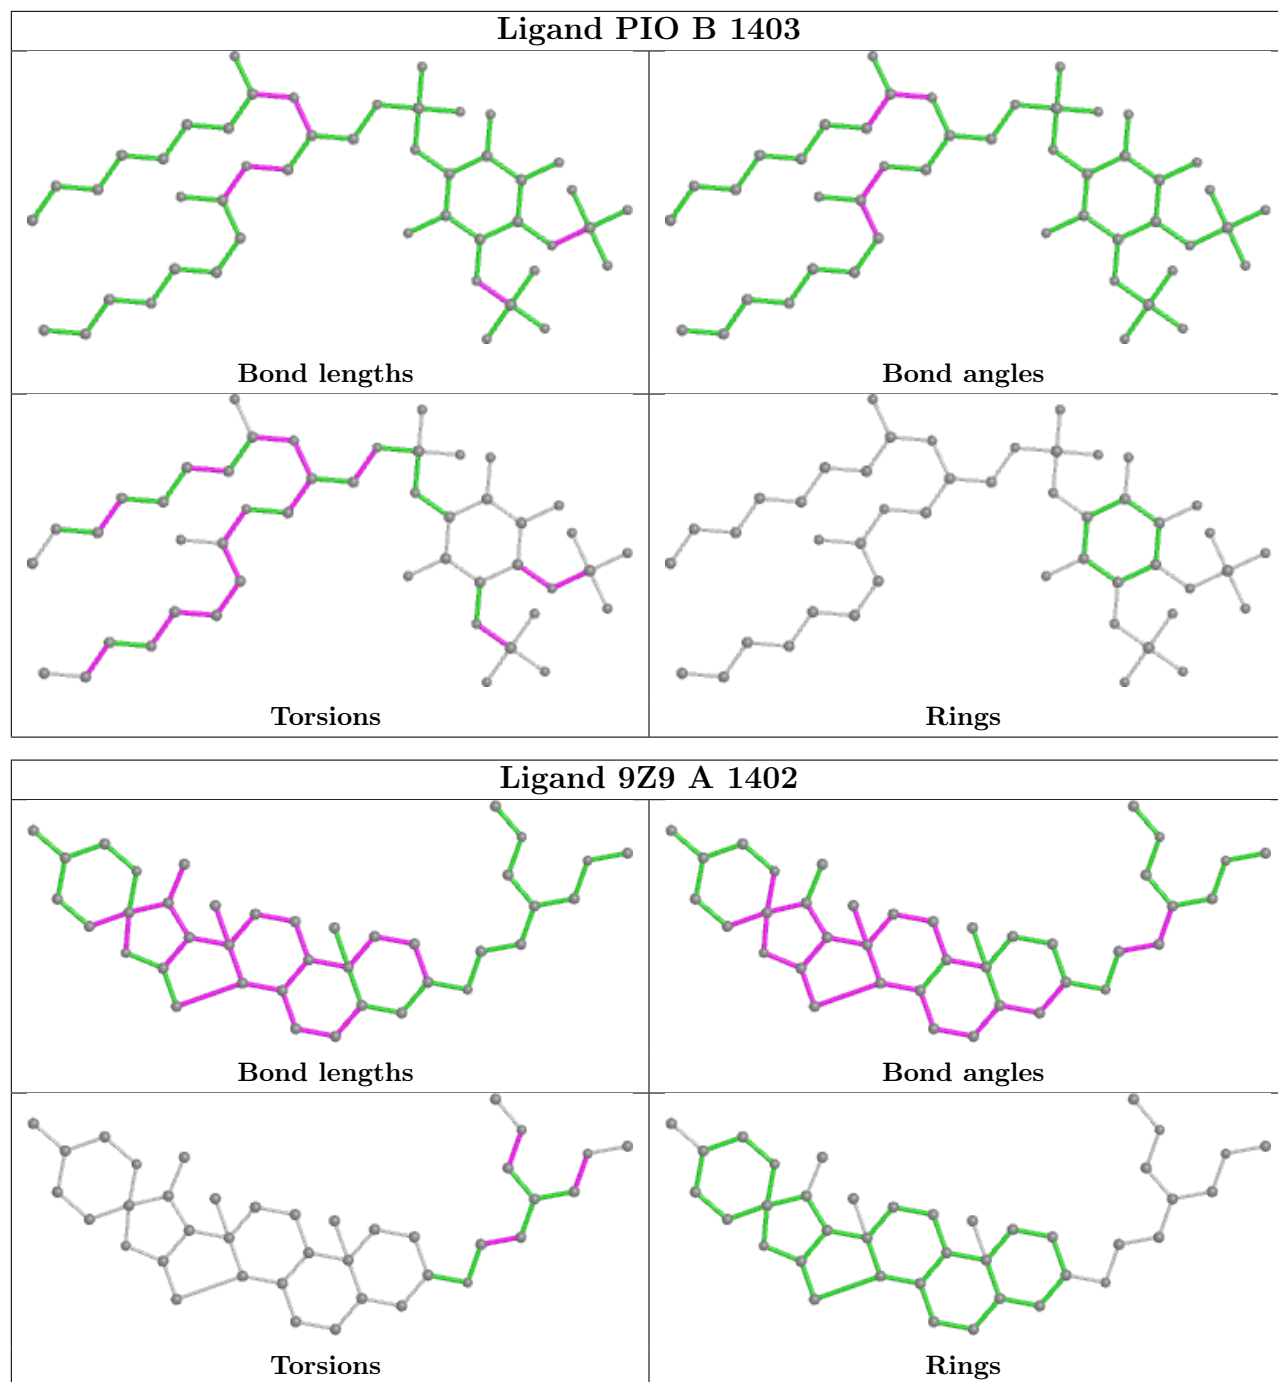 Ligand PIO B 1403
Bond lengths
Bond angles
Torsions
Rings
Ligand 9Z9 A 1402
Bond lengths
Bond angles
Torsions
Rings